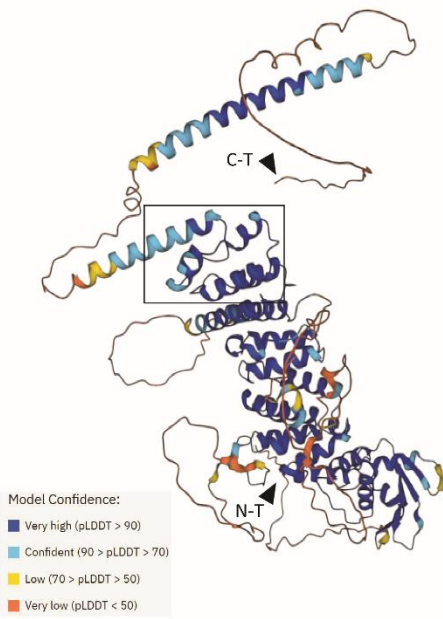 C-T
N-T
Model Confidence:
Very high (pLDDT > 90)
Confident (90 > pLDDT > 70)
Low (70 > pLDDT > 50)
Very low (pLDDT < 50)